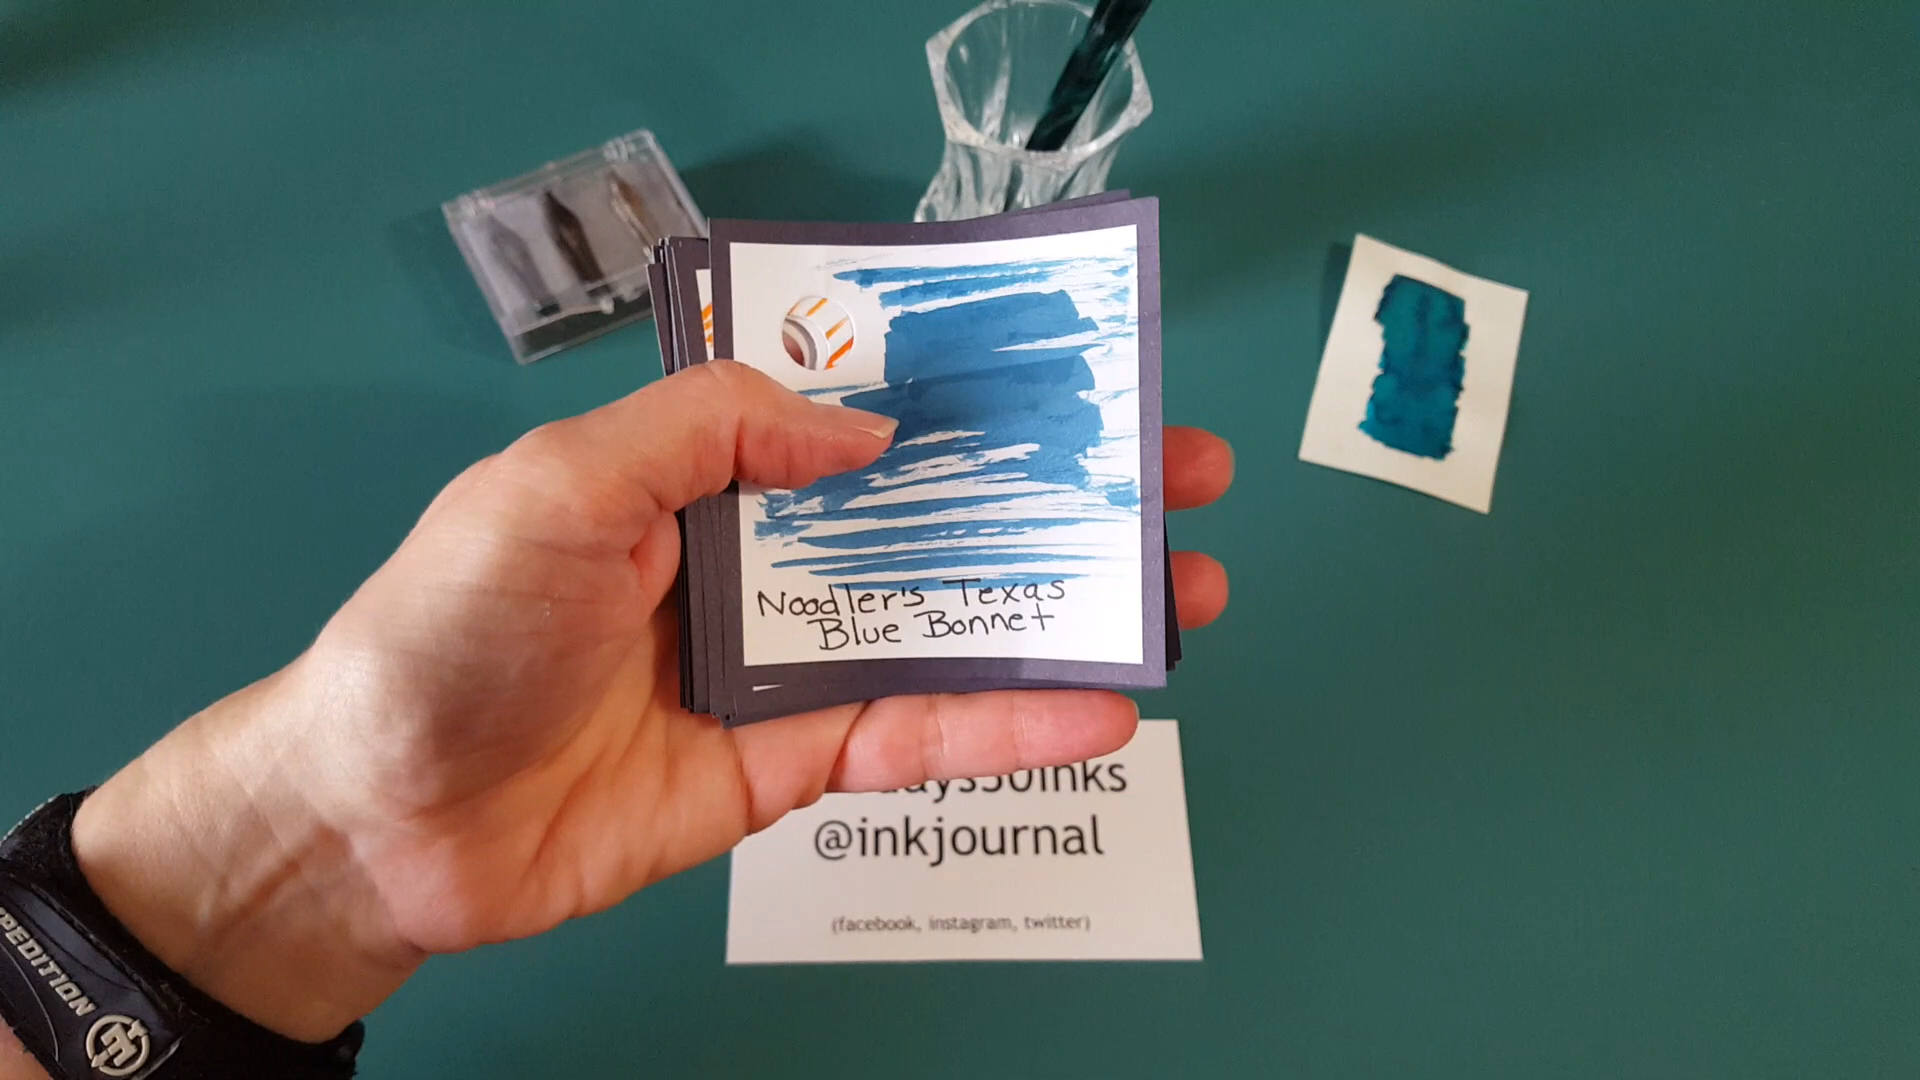 Noodler's Texas
Blue Bonnet
@inkjournal
(facebook, instagram, twitter)